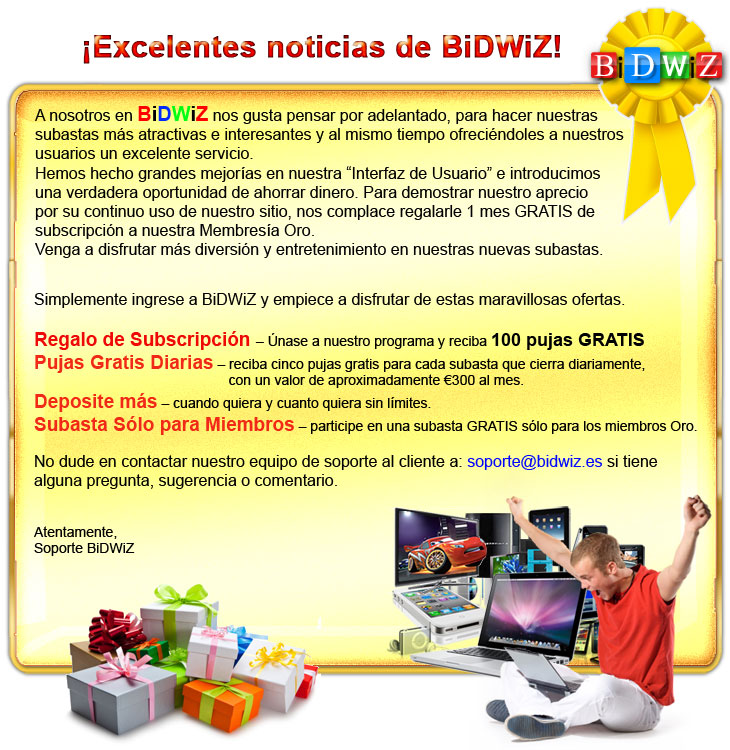 ¡Excelentes noticias de BiDWiZ!
BiDWiZ
A nosotros en BiDWiZ nos gusta pensar por adelantado, para hacer nuestras
subastas más atractivas e interesantes y al mismo tiempo ofreciéndoles a nuestros
usuarios un excelente servicio.
Hemos hecho grandes mejorías en nuestra “Interfaz de Usuario” e introducimos
una verdadera oportunidad de ahorrar dinero. Para demostrar nuestro aprecio
por su continuo uso de nuestro sitio, nos complace regalarle 1 mes GRATIS de
subscripción a nuestra Membresía Oro.
Venga a disfrutar más diversión y entretenimiento en nuestras nuevas subastas.
Simplemente ingrese a BiDWiZ y empiece a disfrutar de estas maravillosas ofertas.
Regalo de Subscripción – Únase a nuestro programa y reciba 100 pujas GRATIS
Pujas Gratis Diarias – reciba cinco pujas gratis para cada subasta que cierra diariamente,
con un valor de aproximadamente €300 al mes.
Deposite más – cuando quiera y cuanto quiera sin límites.
Subasta Sólo para Miembros – participe en una subasta GRATIS sólo para los miembros Oro.
No dude en contactar nuestro equipo de soporte al cliente a: soporte@bidwiz.es si tiene
alguna pregunta, sugerencia o comentario.
Atentamente,
Soporte BiDWiZ